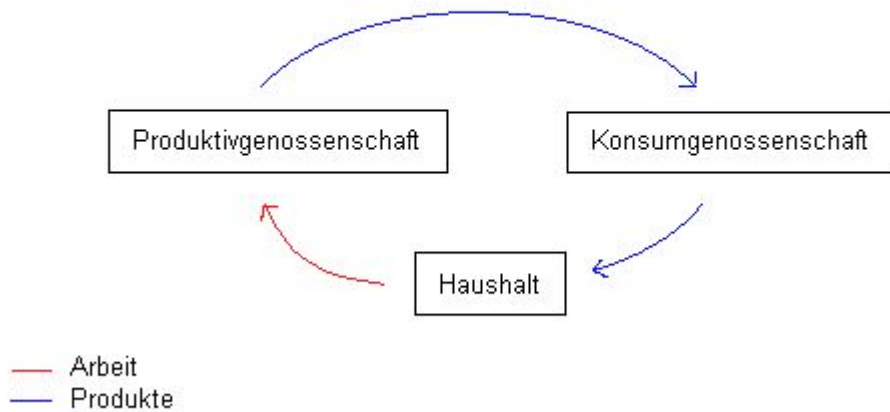 Produktivgenossenschaft
Konsumgenossenschaft
Haushalt
Arbeit
Produkte